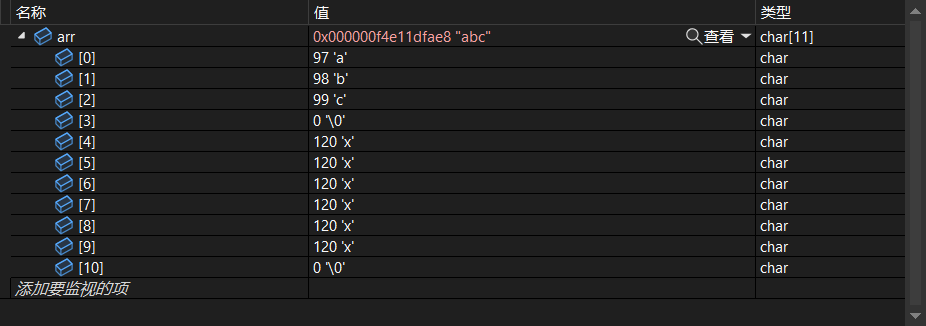 名称 值 类型
arr 0x000000f4e11dfae8 "abc" 查看 char[11]
[0] 97 'a' char
[1] 98 'b' char
[2] 99 'c' char
[3] 0 '\0' char
[4] 120 'x' char
[5] 120 'x' char
[6] 120 'x' char
[7] 120 'x' char
[8] 120 'x' char
[9] 120 'x' char
[10] 0 '\0' char
添加要监视的项